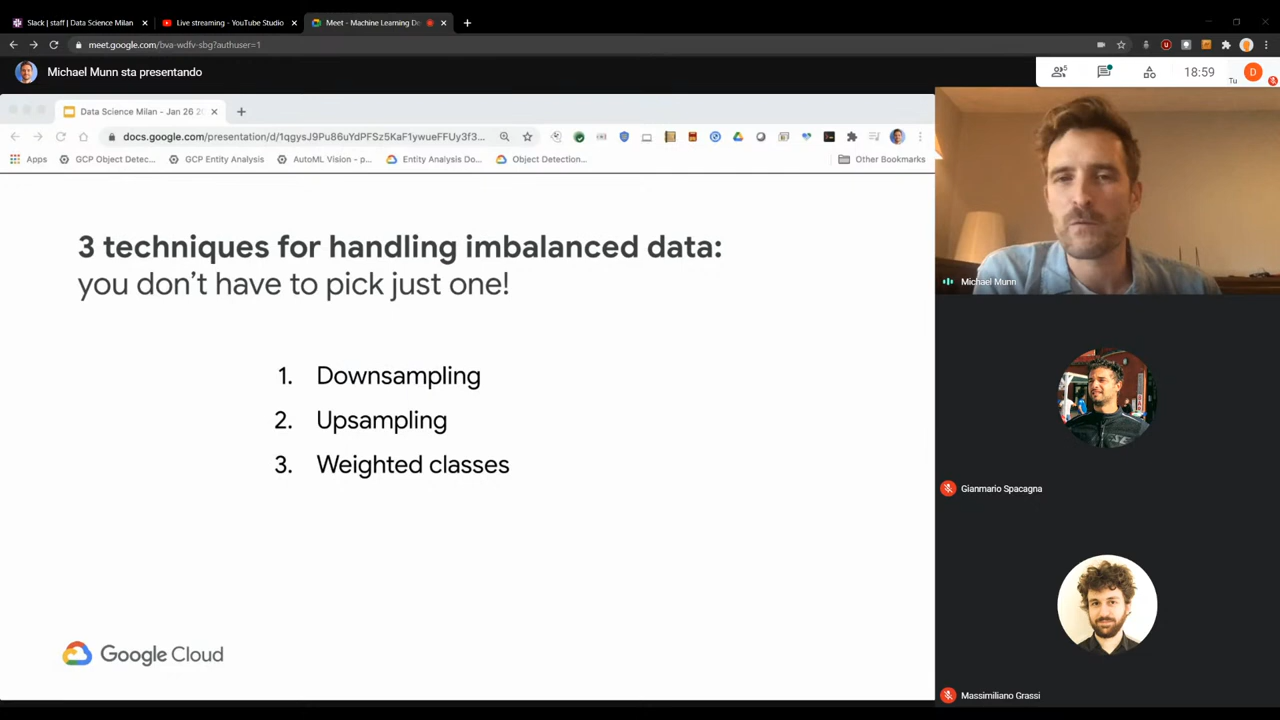 Slack | staff | Data Science Milan
Live streaming - YouTube Studio
Meet - Machine Learning De
meet.google.com/bva-wdfv-sbg?authuser=1
Michael Munn sta presentando
5
18:59
Tu
D
Data Science Milan - Jan 26 2
docs.google.com/presentation/d/1qgysJ9Pu86uYdPFSz5KaF1ywueFFUy3f3...
Apps
GCP Object Detec...
GCP Entity Analysis
AutoML Vision - p...
Entity Analysis Do...
Object Detection...
Other Bookmarks
3 techniques for handling imbalanced data:
you don't have to pick just one!
1. Downsampling
2. Upsampling
3. Weighted classes
Google Cloud
Michael Munn
Gianmario Spacagna
Massimiliano Grassi